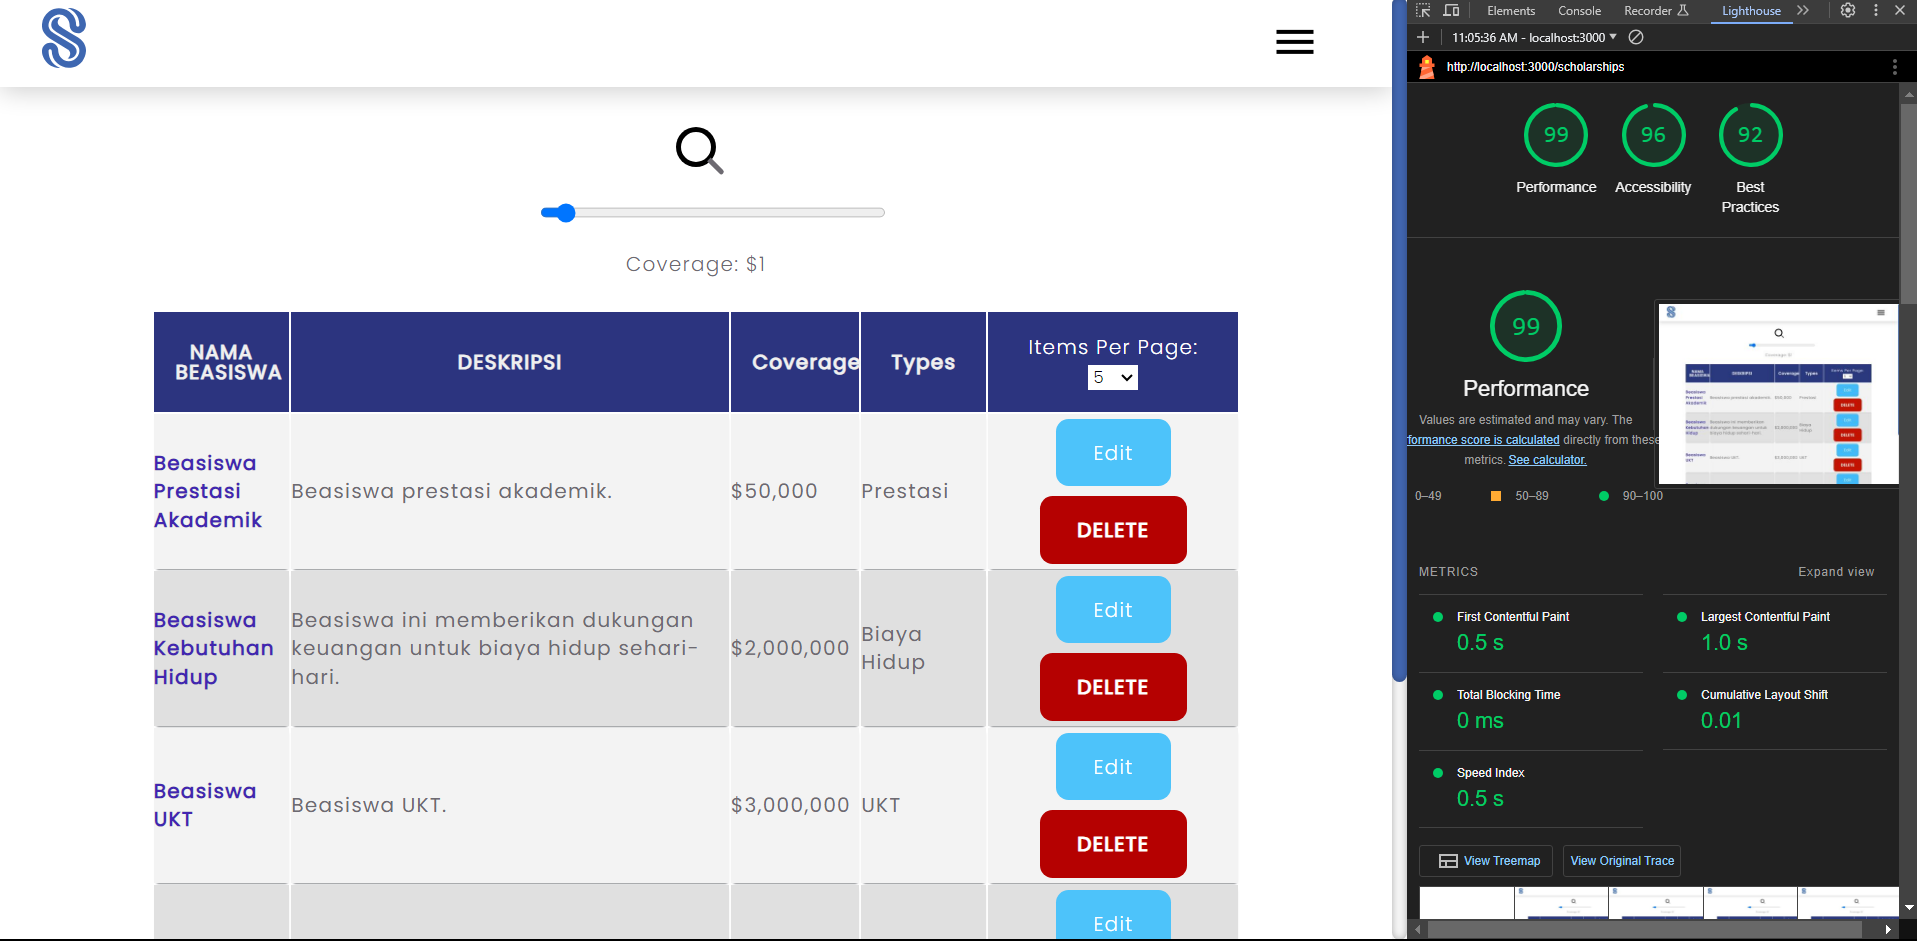 Coverage: $1
NAMA
BEASISWA
DESKRIPSI
Coverage
Types
Items Per Page:
5
Beasiswa
Prestasi
Akademik
Beasiswa prestasi akademik.
$50,000
Prestasi
Edit
DELETE
Beasiswa
Kebutuhan
Hidup
Beasiswa ini memberikan dukungan
keuangan untuk biaya hidup sehari-
hari.
$2,000,000
Biaya
Hidup
Edit
DELETE
Beasiswa
UKT
Beasiswa UKT.
$3,000,000
UKT
Edit
DELETE
Edit
Elements Console Recorder Lighthouse
11:05:36 AM - localhost:3000
http://localhost:3000/scholarships
99
Performance
96
Accessibility
92
Best
Practices
99
Performance
Values are estimated and may vary. The
formance score is calculated directly from these
metrics. See calculator.
0–49 50–89 90–100
METRICS Expand view
First Contentful Paint
0.5 s
Largest Contentful Paint
1.0 s
Total Blocking Time
0 ms
Cumulative Layout Shift
0.01
Speed Index
0.5 s
View Treemap View Original Trace